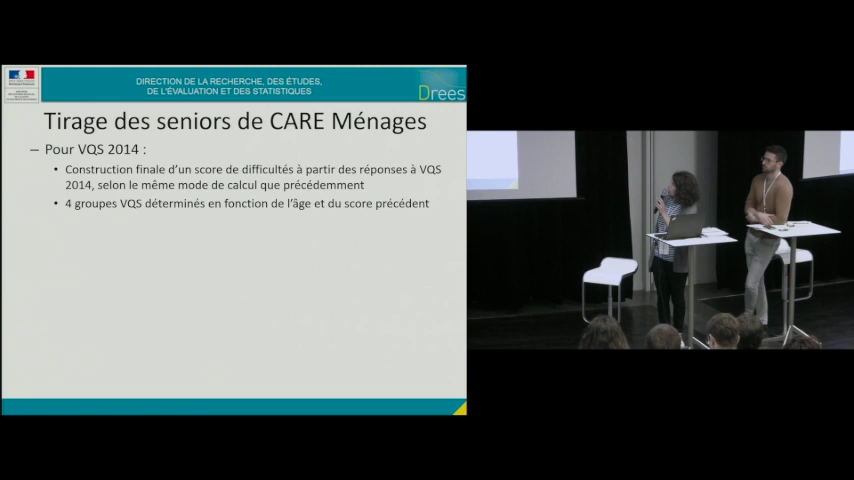 DIRECTION DE LA RECHERCHE, DES ÉTUDES,
DE L'ÉVALUATION ET DES STATISTIQUES
Drees
Tirage des seniors de CARE Ménages
– Pour VQS 2014 :
• Construction finale d'un score de difficultés à partir des réponses à VQS
2014, selon le même mode de calcul que précédemment
• 4 groupes VQS déterminés en fonction de l'âge et du score précédent